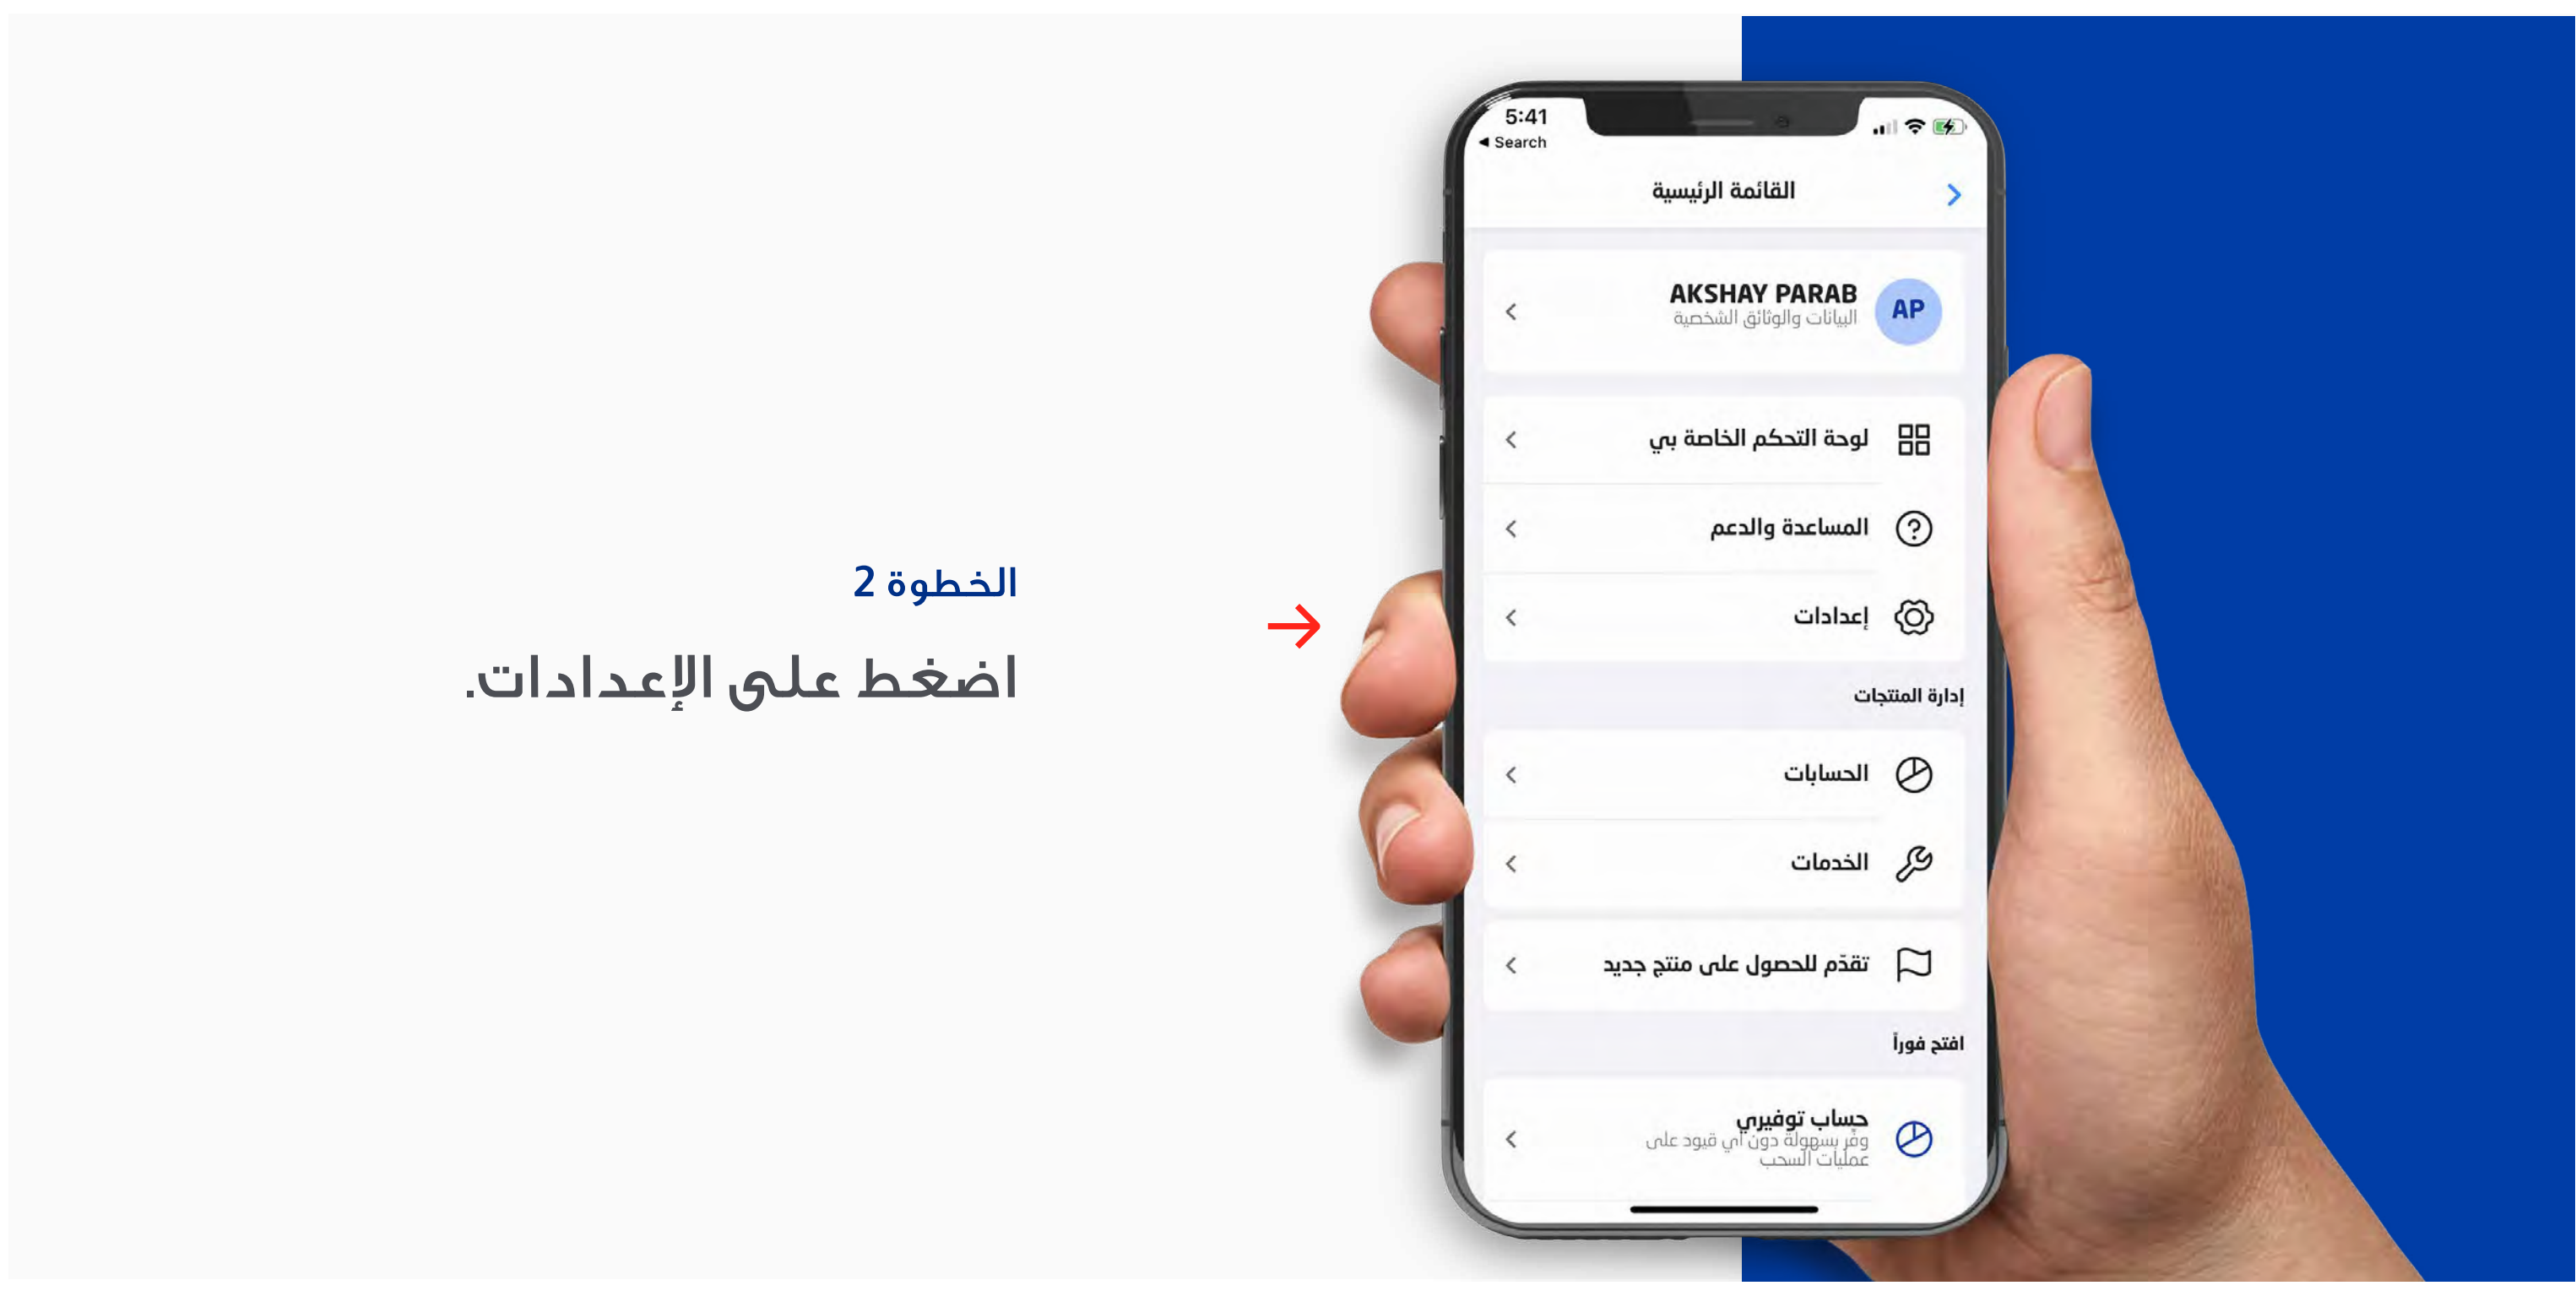 الخطوة 2
اضغط على الإعدادات.
5:41
Search
القائمة الرئيسية
AP
AKSHAY PARAB
البيانات والوثائق الشخصية
لوحة التحكم الخاصة بي
المساعدة والدعم
إعدادات
إدارة المنتجات
الحسابات
الخدمات
تقدّم للحصول على منتج جديد
افتح فوراً
حساب توفيري
وفّر بسهولة دون أي قيود على
عمليات السحب